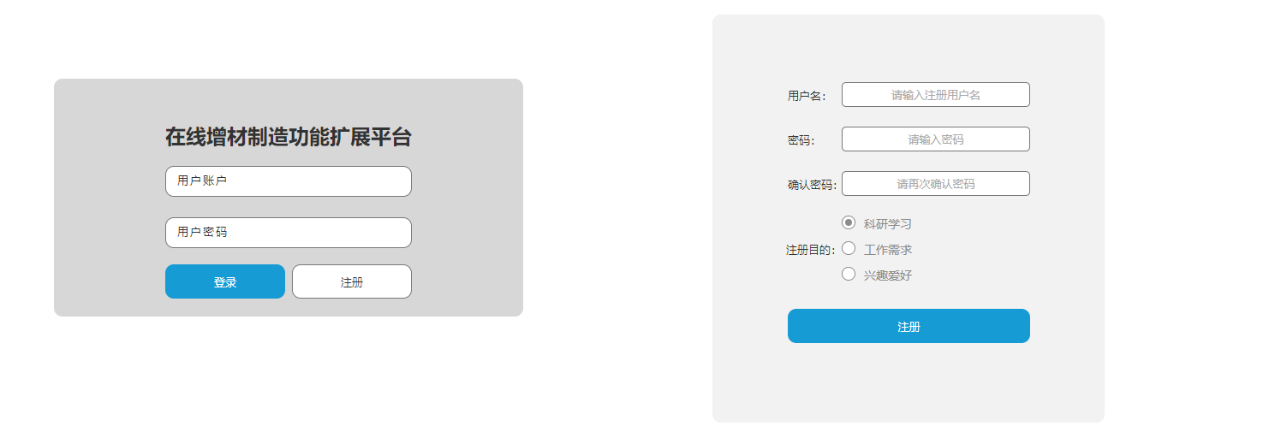 在线增材制造功能扩展平台
用户账户
用户密码
登录 注册
用户名： 请输入注册用户名
密码： 请输入密码
确认密码： 请再次确认密码
科研学习
注册目的： 工作需求
兴趣爱好
注册